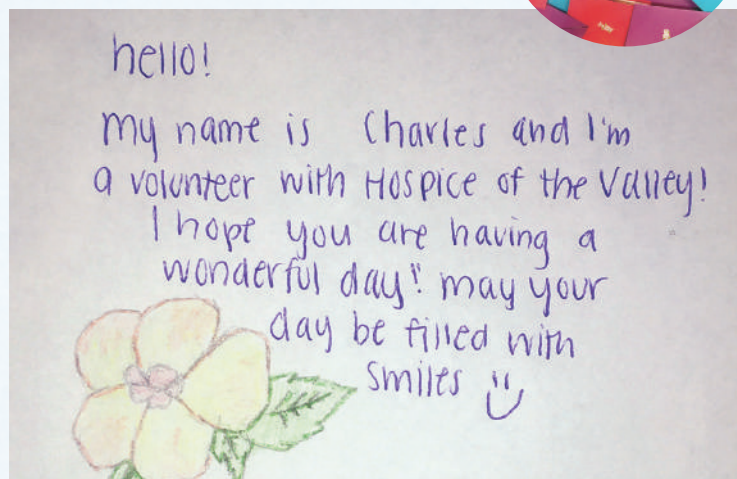 hello!
My name is Charles and I'm
a volunteer with Hospice of the Valley!
I hope you are having a
wonderful day!! may your
day be filled with
smiles